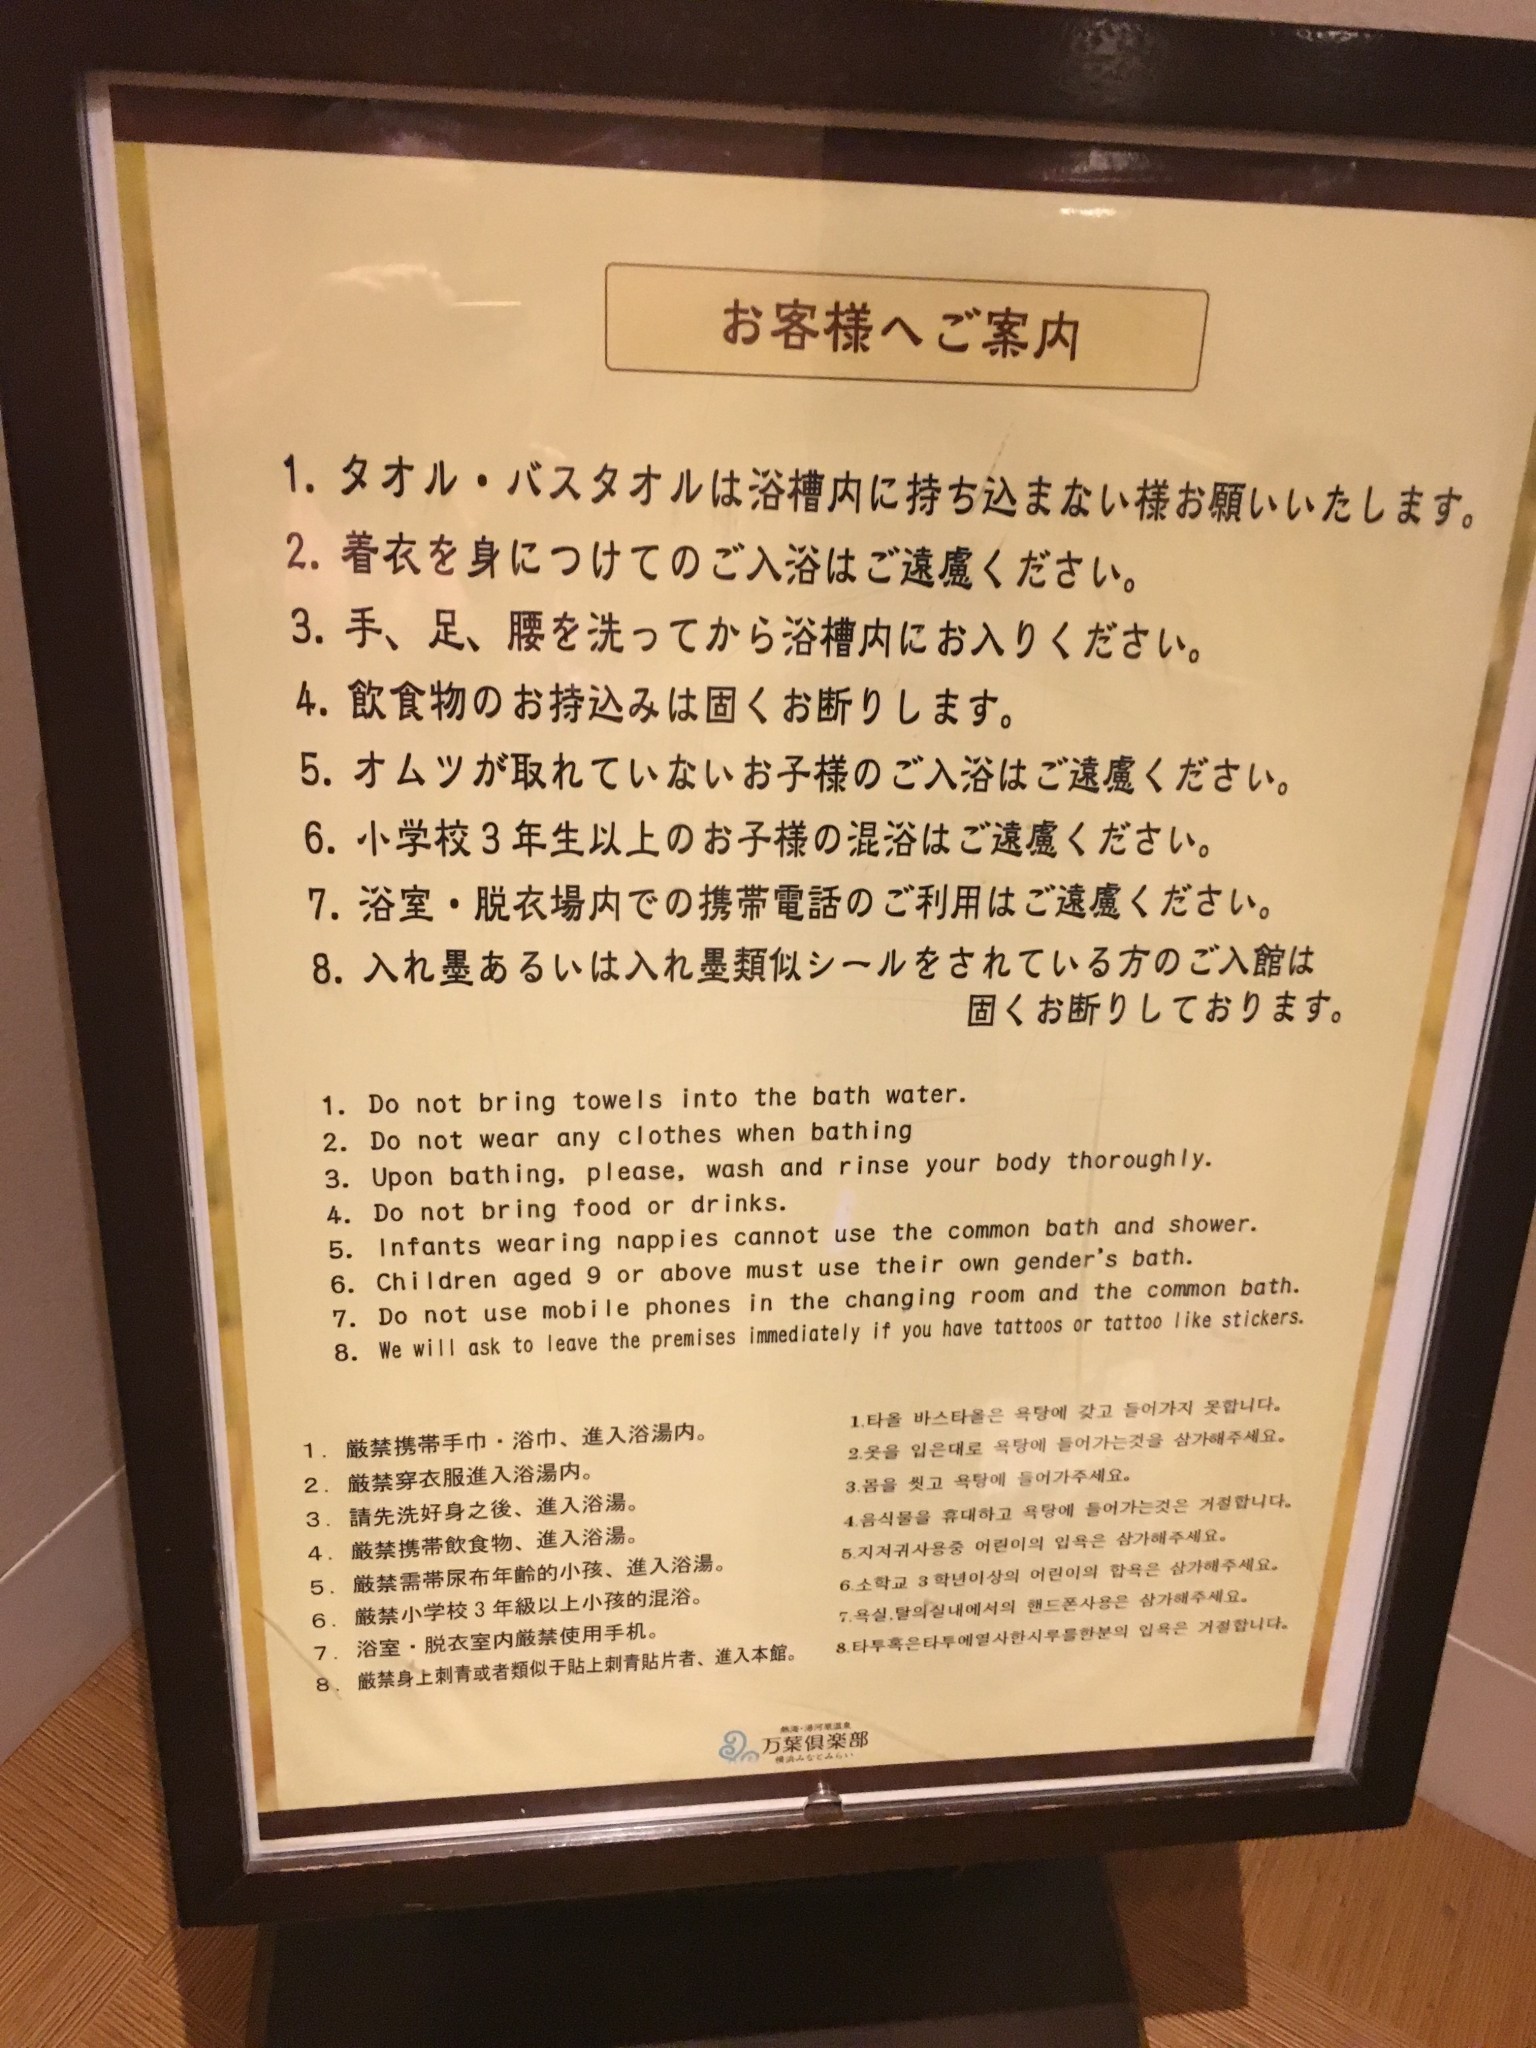 お客様へご案内
1. タオル・バスタオルは浴槽内に持ち込まない様お願いいたします。
2. 着衣を身につけてのご入浴はご遠慮ください。
3. 手、足、腰を洗ってから浴槽内にお入りください。
4. 飲食物のお持込みは固くお断りします。
5. オムツが取れていないお子様のご入浴はご遠慮ください。
6. 小学校3年生以上のお子様の混浴はご遠慮ください。
7. 浴室・脱衣場内での携帯電話のご利用はご遠慮ください。
8. 入れ墨あるいは入れ墨類似シールをされている方のご入館は
固くお断りしております。
1. Do not bring towels into the bath water.
2. Do not wear any clothes when bathing
3. Upon bathing, please, wash and rinse your body thoroughly.
4. Do not bring food or drinks.
5. Infants wearing nappies cannot use the common bath and shower.
6. Children aged 9 or above must use their own gender's bath.
7. Do not use mobile phones in the changing room and the common bath.
8. We will ask to leave the premises immediately if you have tattoos or tattoo like stickers.
1. 厳禁携帯手巾・浴巾、進入浴湯内。
2. 厳禁穿衣服進入浴湯内。
3. 請先洗好身之後、進入浴湯。
4. 厳禁携帯飲食物、進入浴湯。
5. 厳禁需帯尿布年齢的小孩、進入浴湯。
6. 厳禁小学校3年級以上小孩的混浴。
7. 浴室・脱衣室内厳禁使用手机。
8. 厳禁身上刺青或者類似于貼上刺青貼片者、進入本館。
1.타올 바스타올은 욕탕에 갖고 들어가지 못합니다.
2.옷을 입은대로 욕탕에 들어가는것을 삼가해주세요.
3.몸을 씻고 욕탕에 들어가주세요.
4.음식물을 휴대하고 욕탕에 들어가는것은 거절합니다.
5.지저귀사용중 어린이의 입욕은 삼가해주세요.
6.소학교 3학년이상의 어린이의 합욕은 삼가해주세요.
7.욕실,탈의실내에서의 핸드폰사용은 삼가해주세요.
8.타투혹은타투에열사한시루를한분의 입욕은 거절합니다.
熱海・湯河原温泉
万葉倶楽部
横浜みなとみらい